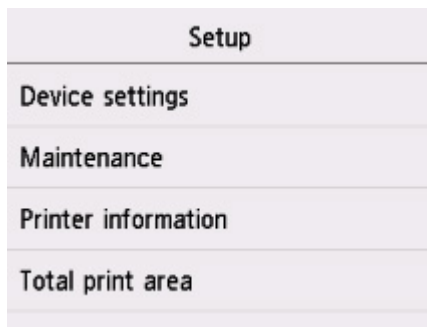 Setup
Device settings
Maintenance
Printer information
Total print area